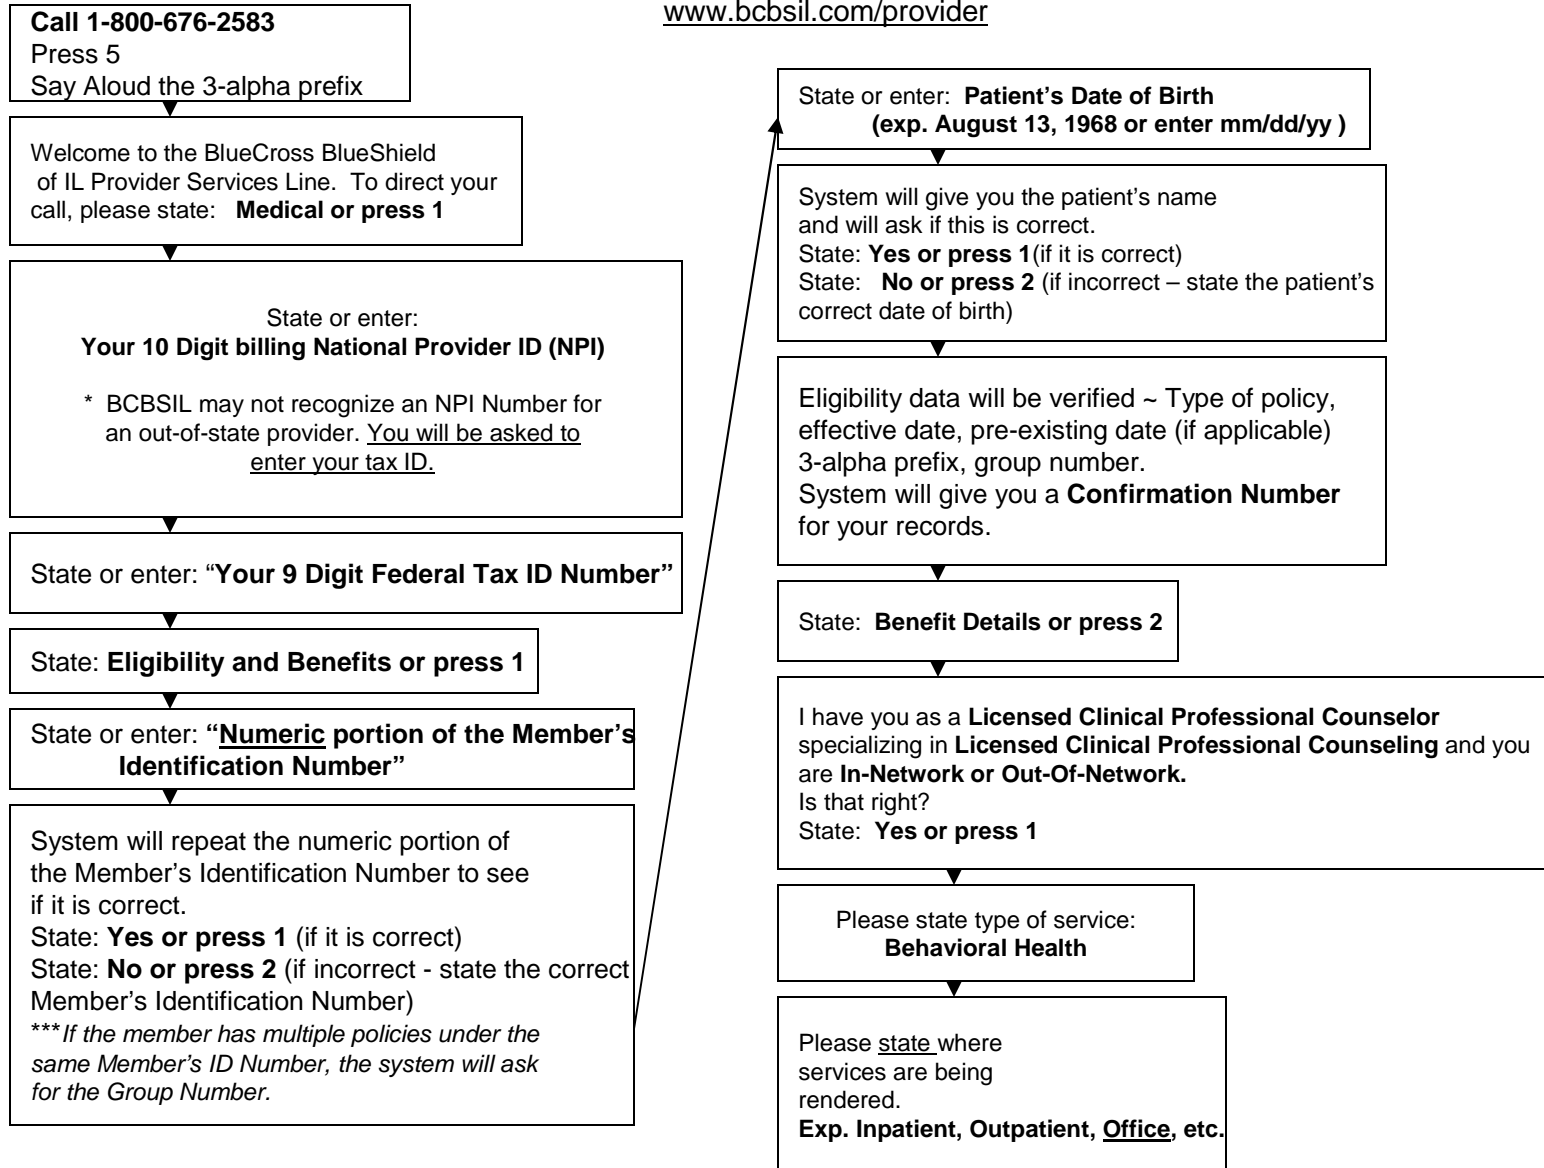 www.bcbsil.com/provider
Call 1-800-676-2583
Press 5
Say Aloud the 3-alpha prefix
Welcome to the BlueCross BlueShield
of IL Provider Services Line. To direct your
call, please state: Medical or press 1
State or enter:
Your 10 Digit billing National Provider ID (NPI)
* BCBSIL may not recognize an NPI Number for
an out-of-state provider. You will be asked to
enter your tax ID.
State or enter: “Your 9 Digit Federal Tax ID Number”
State: Eligibility and Benefits or press 1
State or enter: “Numeric portion of the Member’s
Identification Number”
System will repeat the numeric portion of
the Member’s Identification Number to see
if it is correct.
State: Yes or press 1 (if it is correct)
State: No or press 2 (if incorrect - state the correct
Member’s Identification Number)
***If the member has multiple policies under the
same Member’s ID Number, the system will ask
for the Group Number.
State or enter: Patient’s Date of Birth
(exp. August 13, 1968 or enter mm/dd/yy )
System will give you the patient’s name
and will ask if this is correct.
State: Yes or press 1(if it is correct)
State: No or press 2 (if incorrect – state the patient’s
correct date of birth)
Eligibility data will be verified ~ Type of policy,
effective date, pre-existing date (if applicable)
3-alpha prefix, group number.
System will give you a Confirmation Number
for your records.
State: Benefit Details or press 2
I have you as a Licensed Clinical Professional Counselor
specializing in Licensed Clinical Professional Counseling and you
are In-Network or Out-Of-Network.
Is that right?
State: Yes or press 1
Please state type of service:
Behavioral Health
Please state where
services are being
rendered.
Exp. Inpatient, Outpatient, Office, etc.